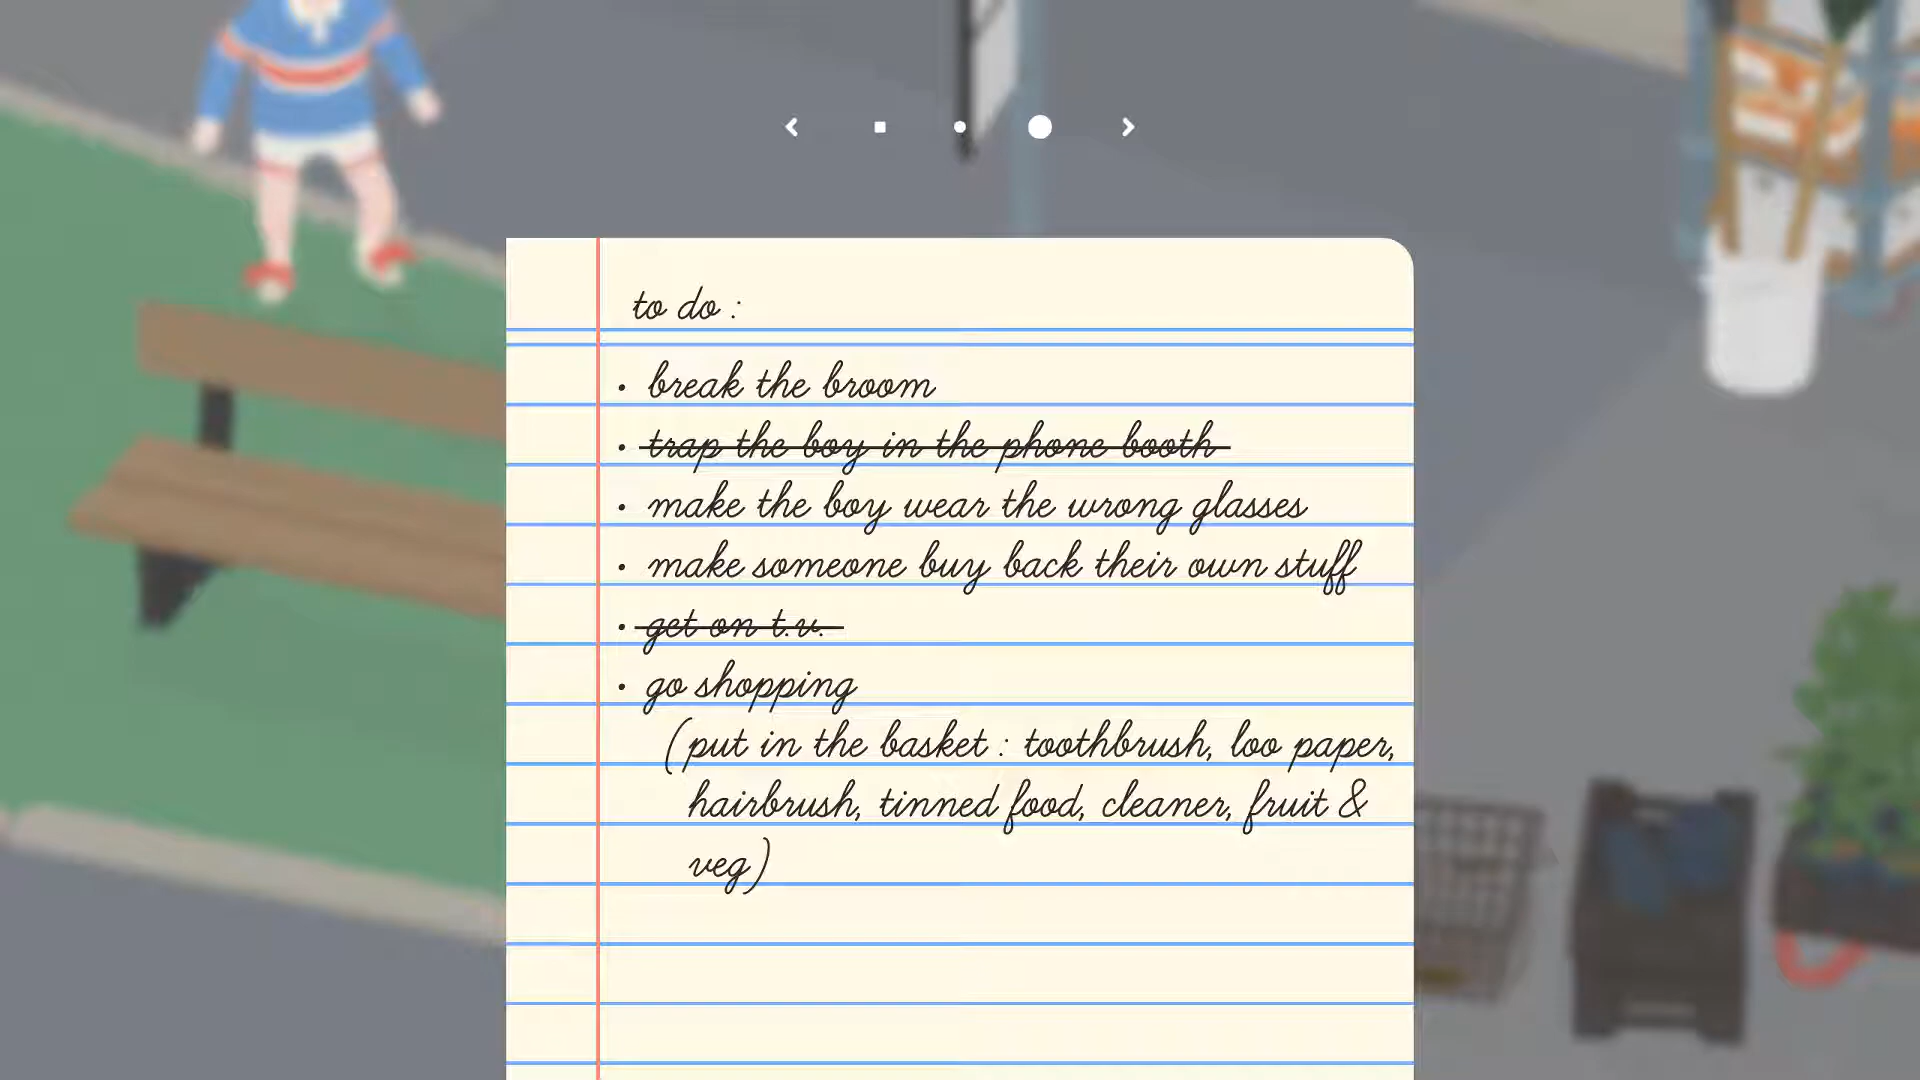 to do :
• break the broom
• trap the boy in the phone booth
• make the boy wear the wrong glasses
• make someone buy back their own stuff
• get on t.v.
• go shopping
(put in the basket : toothbrush, loo paper,
hairbrush, tinned food, cleaner, fruit &
veg)